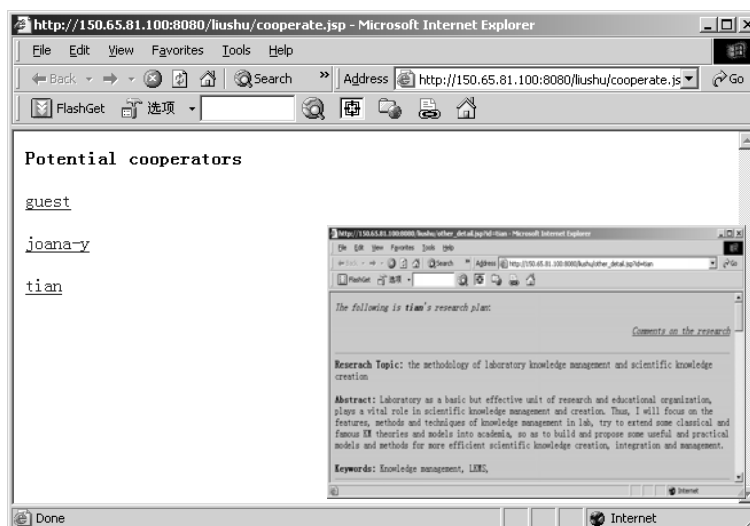 http://150.65.81.100:8080/liushu/cooperate.jsp - Microsoft Internet Explorer
File Edit View Favorites Tools Help
Back Search » Address http://150.65.81.100:8080/liushu/cooperate.js Go
FlashGet 选项
Potential cooperators
guest
joana-y
tian
http://150.65.81.100:8080/liushu/other_detail.jsp?id=tian - Microsoft Internet Explorer
File Edit View Favorites Tools Help
Back Search » Address http://150.65.81.100:8080/liushu/other_detail.jsp?id=tian Go
FlashGet 选项
The following is tian's research plan:
Comments on the research
Reserach Topic: the methodology of laboratory knowledge management and scientific knowledge
creation
Abstract: Laboratory as a basic but effective unit of research and educational organization,
plays a vital role in scientific knowledge management and creation. Thus, I will focus on the
features, methods and techniques of knowledge management in lab, try to extend some classical and
famous KM theories and models into academia, so as to build and propose some useful and practical
models and methods for more efficient scientific knowledge creation, integration and management.
Keywords: Knowledge management, LKMS,
Internet
Done Internet